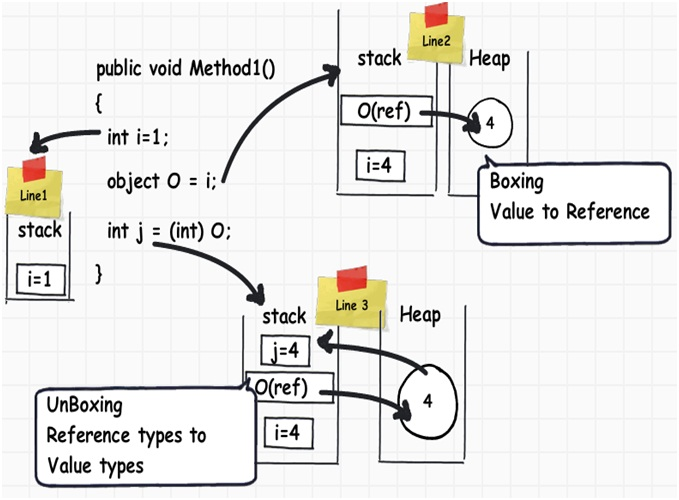 public void Method1()
{
int i=1;
object O = i;
int j = (int) O;
}
Line1
stack
i=1
Line2
stack
Heap
O(ref)
4
i=4
Boxing
Value to Reference
Line 3
stack
Heap
j=4
O(ref)
4
i=4
UnBoxing
Reference types to
Value types